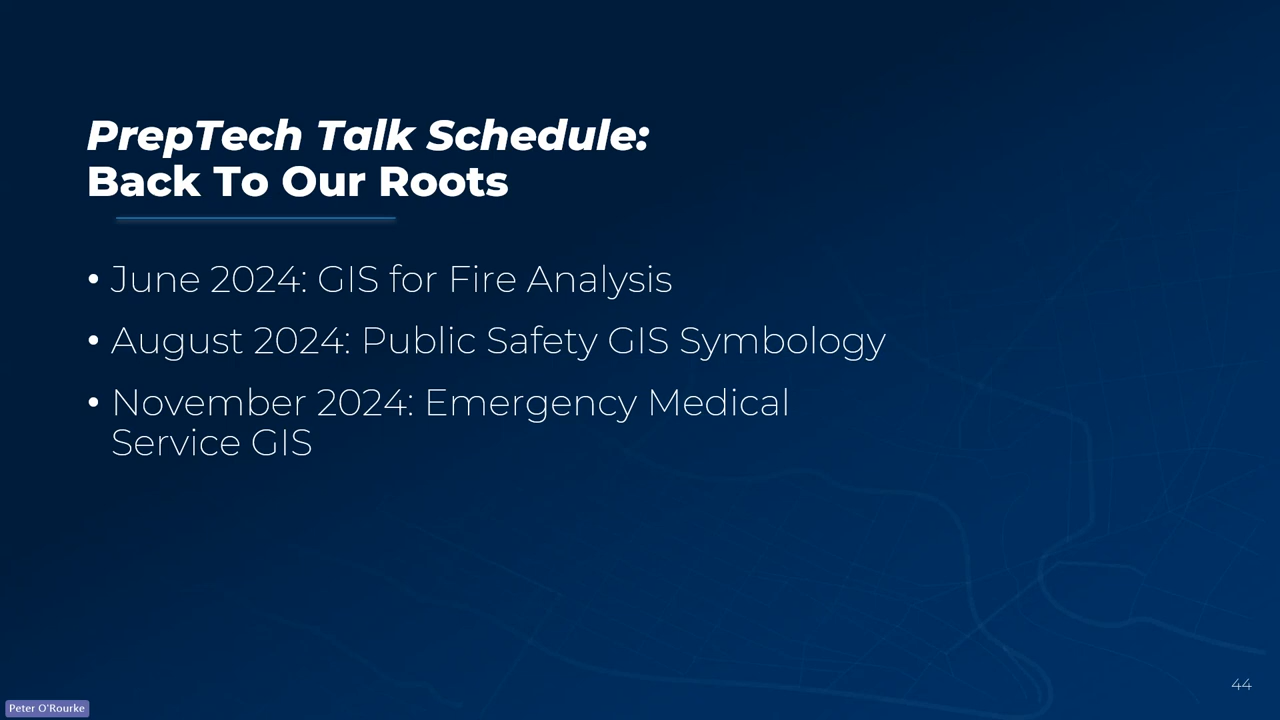 PrepTech Talk Schedule:
Back To Our Roots
• June 2024: GIS for Fire Analysis
• August 2024: Public Safety GIS Symbology
• November 2024: Emergency Medical
Service GIS
44
Peter O'Rourke